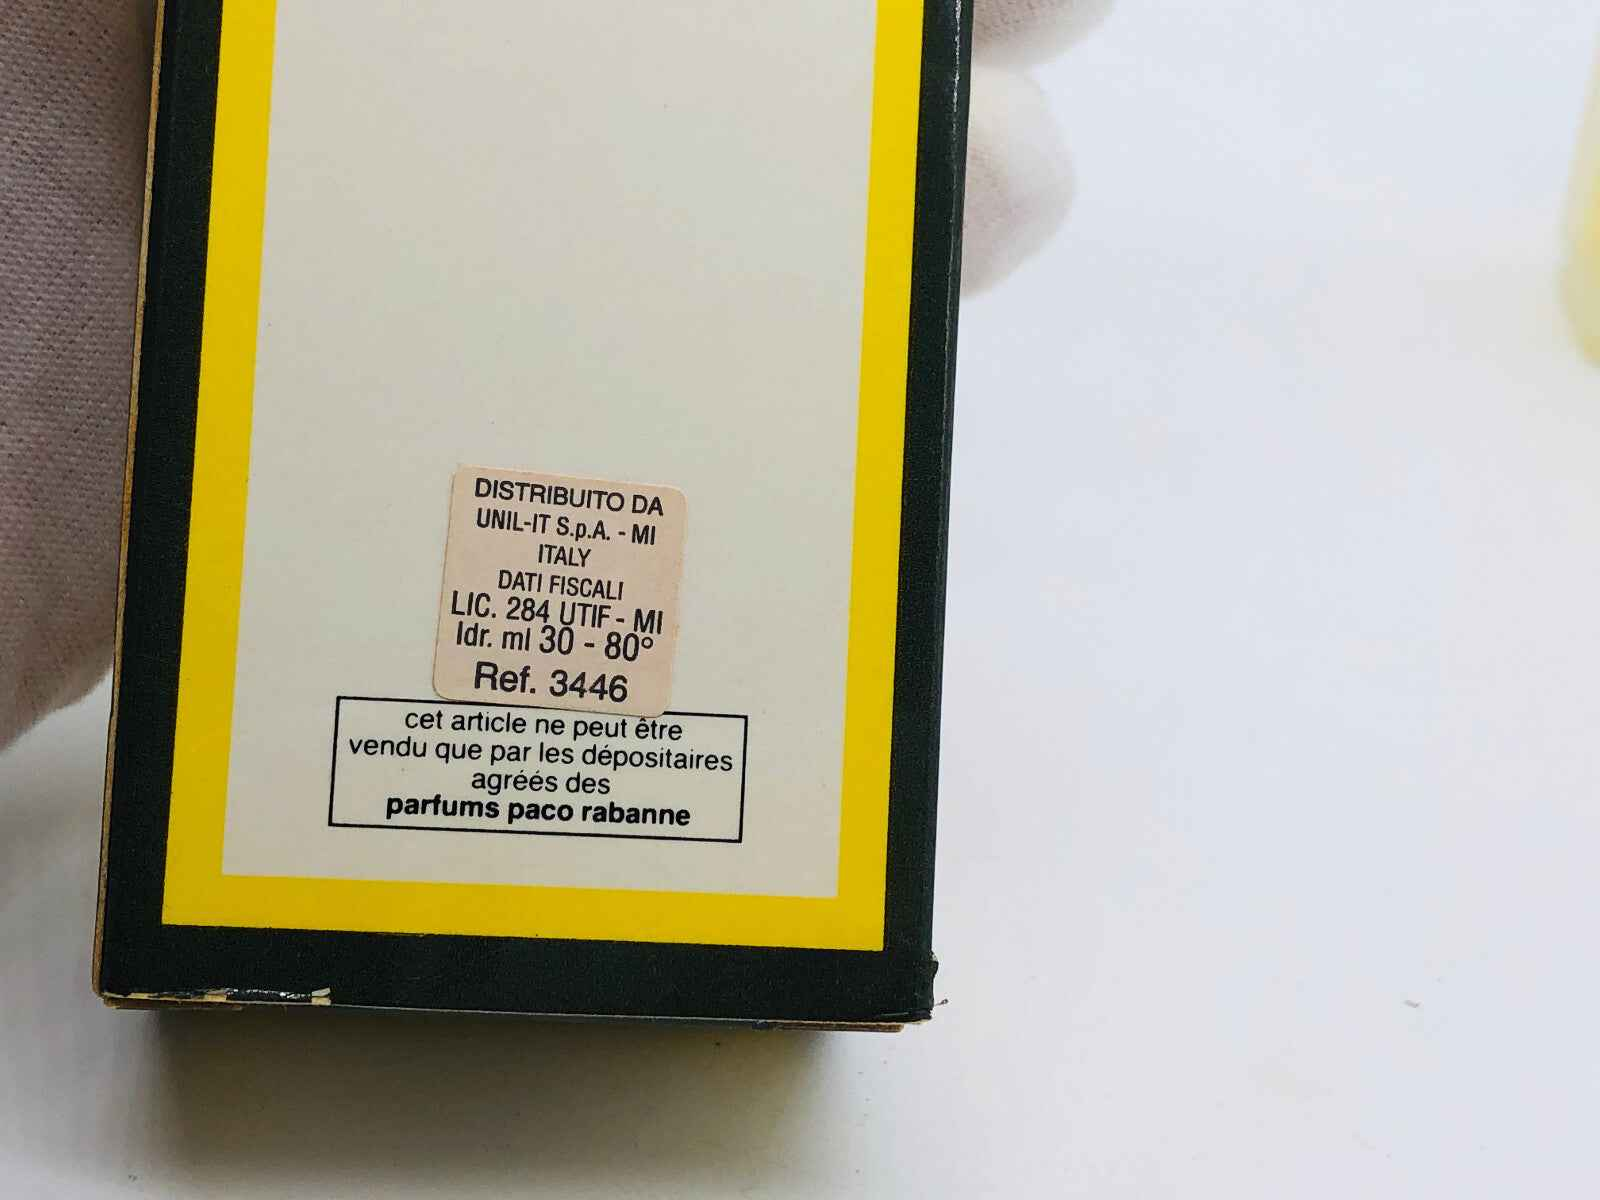 DISTRIBUITO DA
UNIL-IT S.p.A. - MI
ITALY
DATI FISCALI
LIC. 284 UTIF - MI
Idr. ml 30 - 80°
Ref. 3446
cet article ne peut être
vendu que par les dépositaires
agréés des
parfums paco rabanne